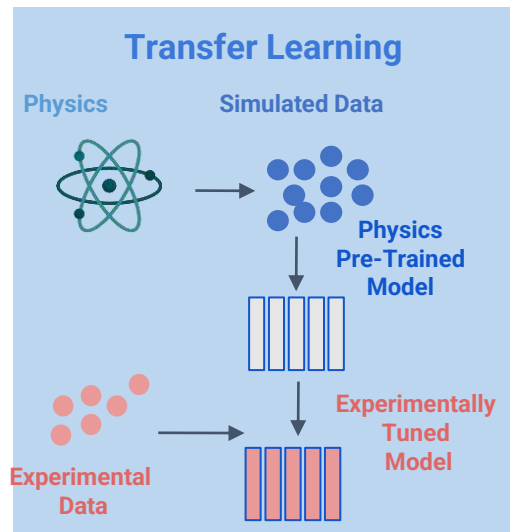 Transfer Learning
Physics
Simulated Data
Physics
Pre-Trained
Model
Experimentally
Tuned
Model
Experimental
Data